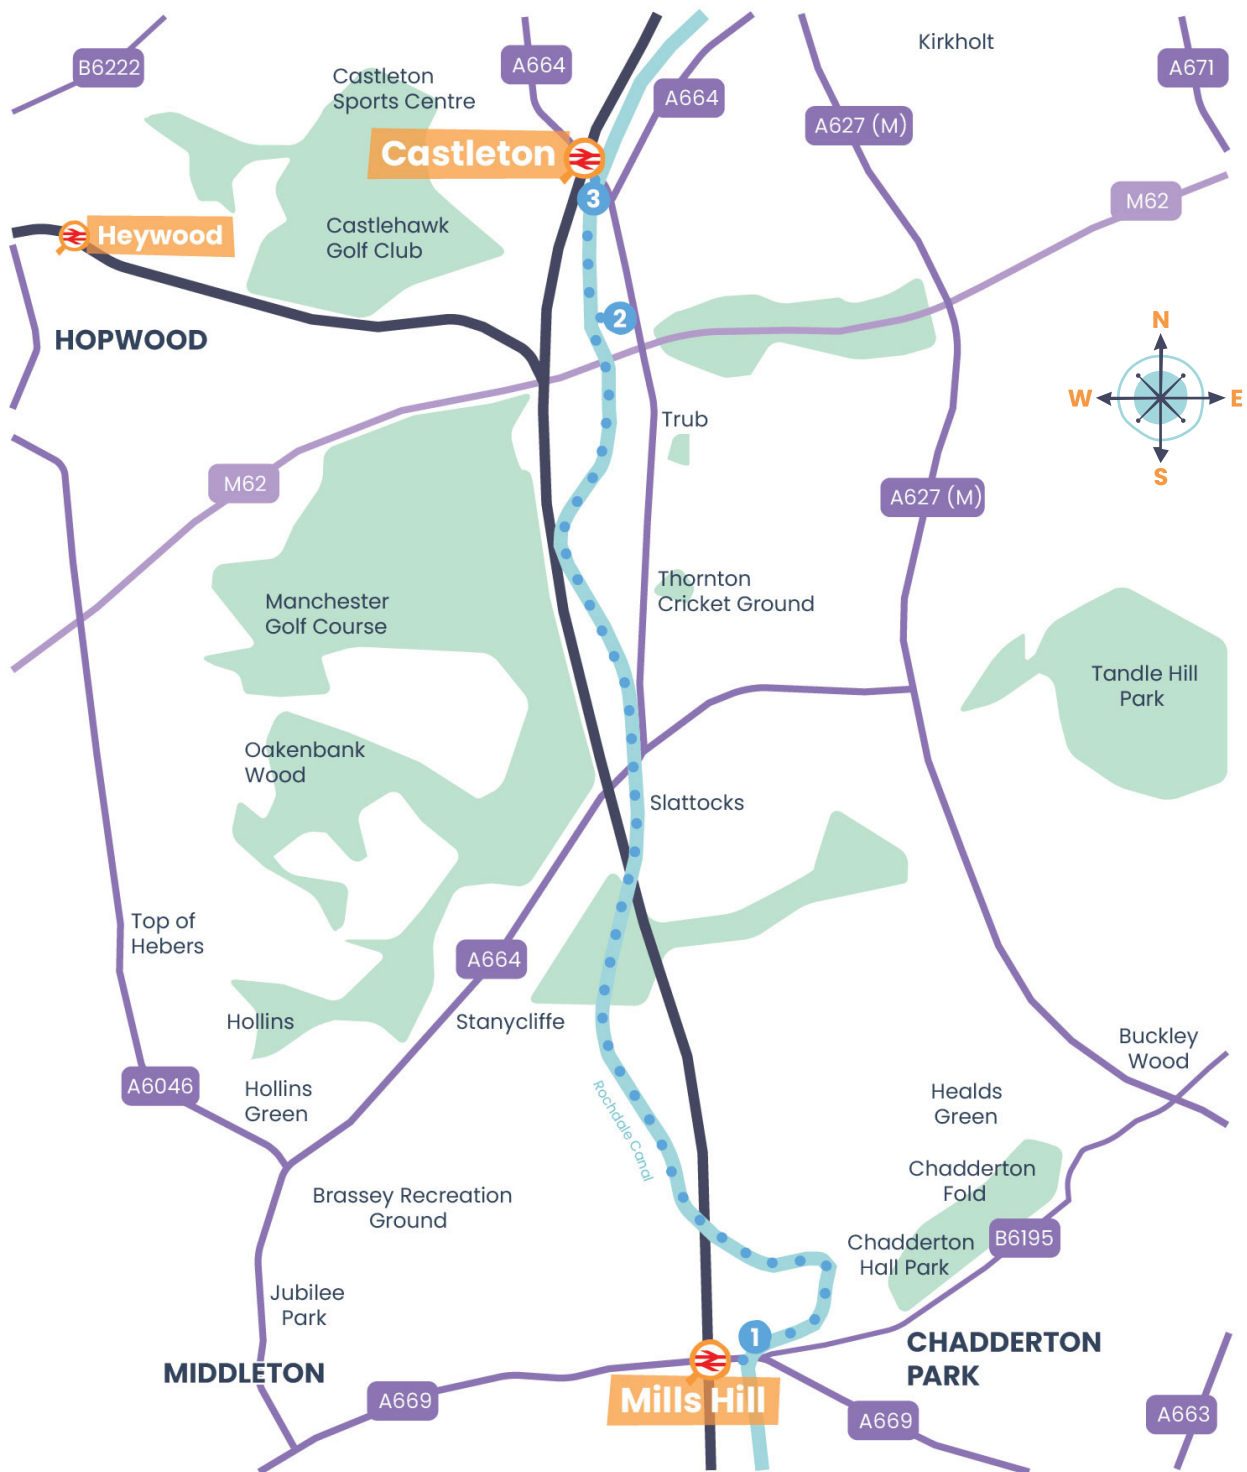 Kirkholt
B6222
A664
A671
Castleton
Sports Centre
A664
A627 (M)
Castleton
3
M62
Castlehawk
Golf Club
Heywood
2
N
HOPWOOD
W
E
Trub
S
M62
A627 (M)
Thornton
Cricket Ground
Manchester
Golf Course
Tandle Hill
Park
Oakenbank
Wood
Slattocks
Top of
Hebers
A664
Hollins
Stanycliffe
Buckley
Wood
A6046
Hollins
Green
Healds
Green
Rochdale Canal
Chadderton
Fold
Brassey Recreation
Ground
B6195
Chadderton
Hall Park
Jubilee
Park
1
CHADDERTON
PARK
MIDDLETON
Mills Hill
A669
A669
A663